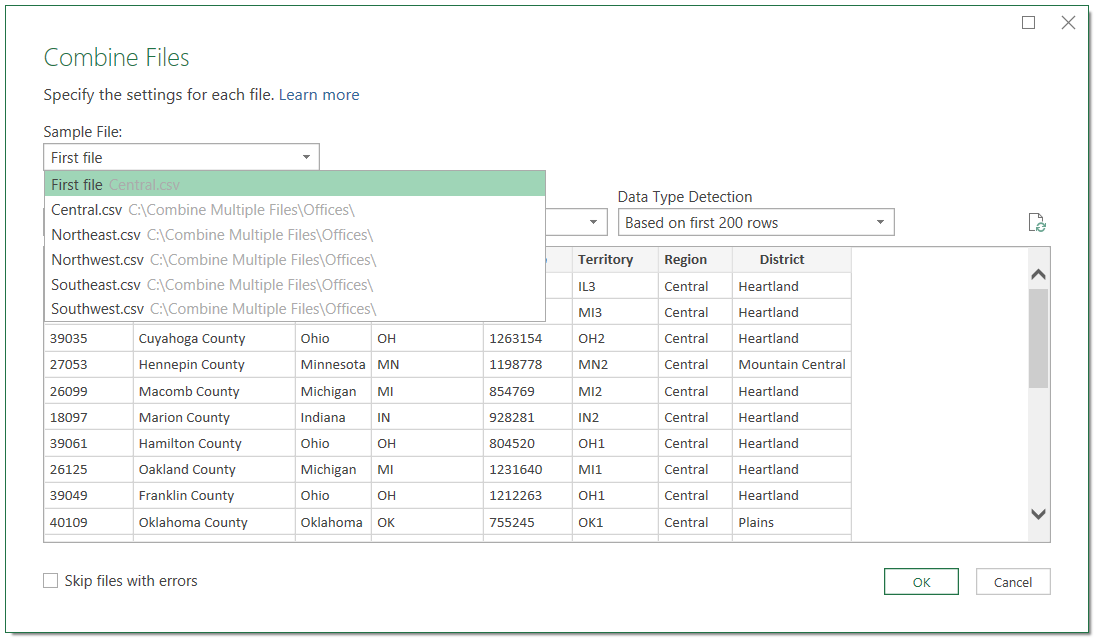 Combine Files
Specify the settings for each file. Learn more
Sample File:
First file
First file Central.csv
Central.csv C:\Combine Multiple Files\Offices\
Northeast.csv C:\Combine Multiple Files\Offices\
Northwest.csv C:\Combine Multiple Files\Offices\
Southeast.csv C:\Combine Multiple Files\Offices\
Southwest.csv C:\Combine Multiple Files\Offices\
Data Type Detection
Based on first 200 rows
Territory Region District
IL3 Central Heartland
MI3 Central Heartland
39035 Cuyahoga County Ohio OH 1263154 OH2 Central Heartland
27053 Hennepin County Minnesota MN 1198778 MN2 Central Mountain Central
26099 Macomb County Michigan MI 854769 MI2 Central Heartland
18097 Marion County Indiana IN 928281 IN2 Central Heartland
39061 Hamilton County Ohio OH 804520 OH1 Central Heartland
26125 Oakland County Michigan MI 1231640 MI1 Central Heartland
39049 Franklin County Ohio OH 1212263 OH1 Central Heartland
40109 Oklahoma County Oklahoma OK 755245 OK1 Central Plains
Skip files with errors
OK Cancel